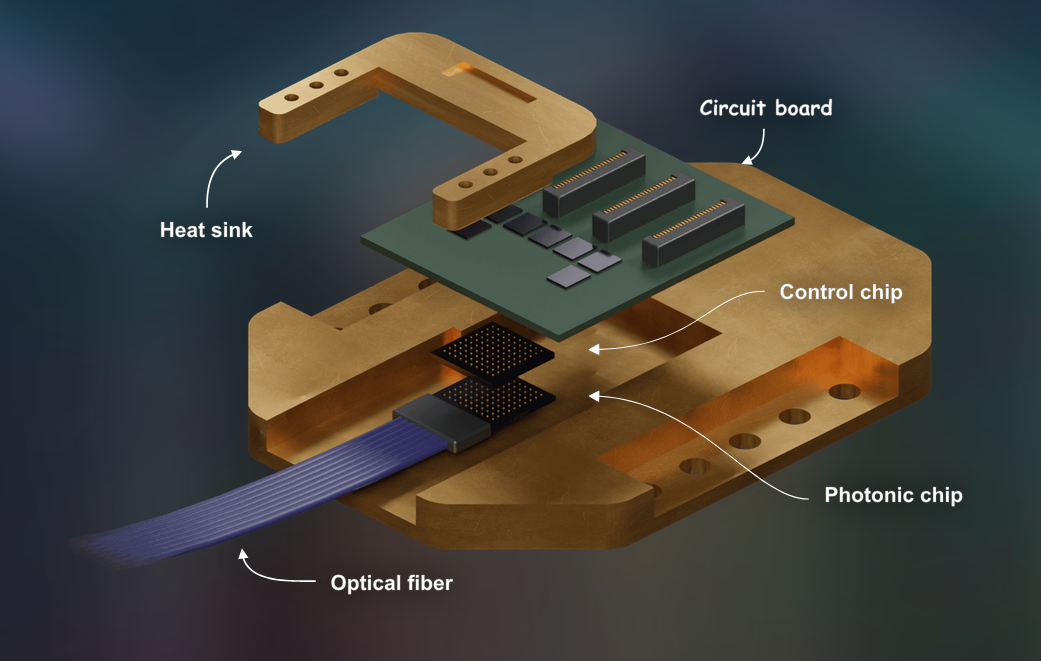 Circuit board
Heat sink
Control chip
Photonic chip
Optical fiber